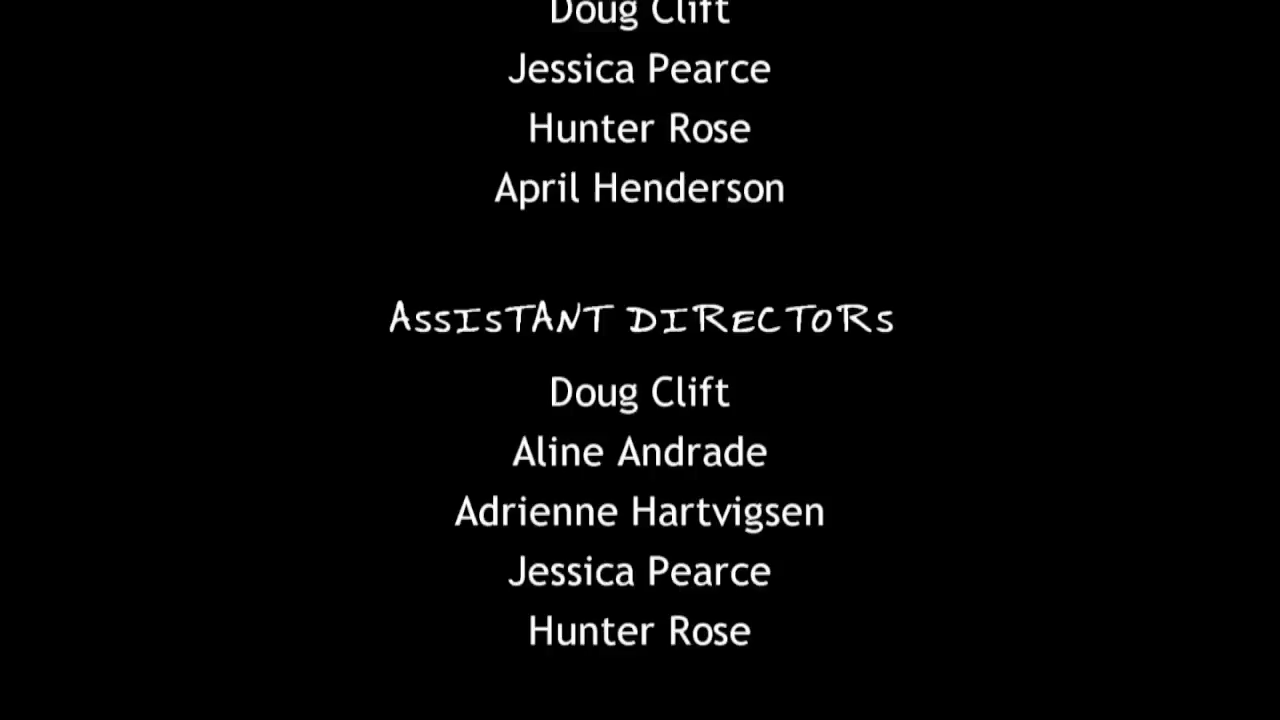 Doug Clift
Jessica Pearce
Hunter Rose
April Henderson
ASSISTANT DIRECTORS
Doug Clift
Aline Andrade
Adrienne Hartvigsen
Jessica Pearce
Hunter Rose